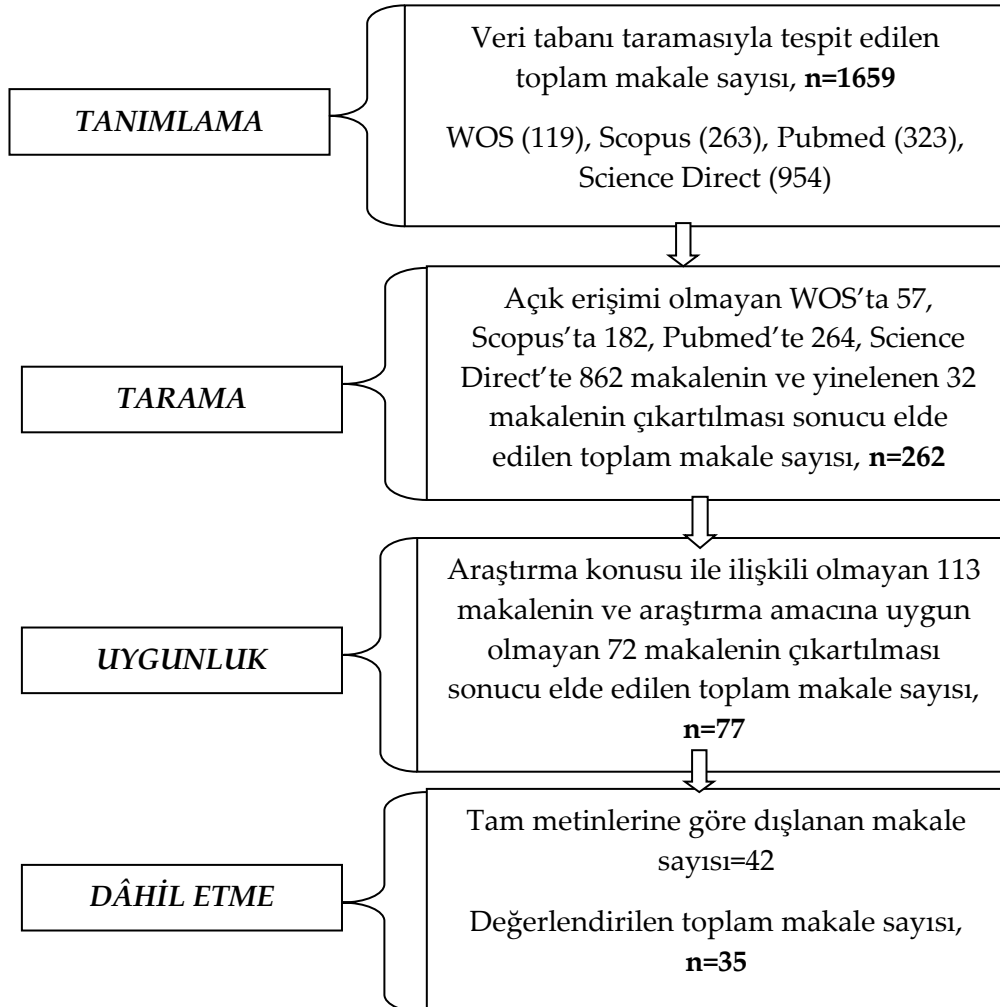 TANIMLAMA
Veri tabanı taramasıyla tespit edilen
toplam makale sayısı, n=1659
WOS (119), Scopus (263), Pubmed (323),
Science Direct (954)
TARAMA
Açık erişimi olmayan WOS’ta 57,
Scopus’ta 182, Pubmed’te 264, Science
Direct’te 862 makalenin ve yinelenen 32
makalenin çıkartılması sonucu elde
edilen toplam makale sayısı, n=262
UYGUNLUK
Araştırma konusu ile ilişkili olmayan 113
makalenin ve araştırma amacına uygun
olmayan 72 makalenin çıkartılması
sonucu elde edilen toplam makale sayısı,
n=77
DÂHİL ETME
Tam metinlerine göre dışlanan makale
sayısı=42
Değerlendirilen toplam makale sayısı,
n=35